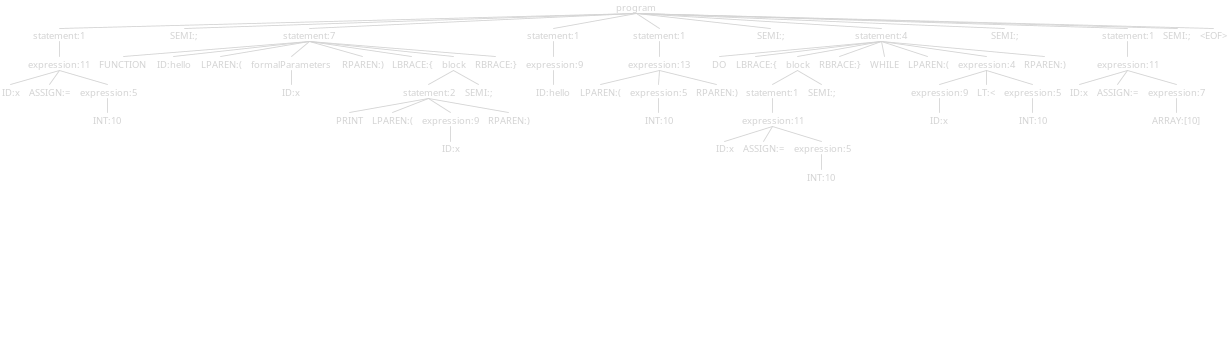 program
statement:1 SEMI:; statement:7 statement:1 statement:1 SEMI:; statement:4 SEMI:; statement:1 SEMI:; <EOF>
expression:11 FUNCTION ID:hello LPAREN:( formalParameters RPAREN:) LBRACE:{ block RBRACE:} expression:9 expression:13 DO LBRACE:{ block RBRACE:} WHILE LPAREN:( expression:4 RPAREN:) expression:11
ID:x ASSIGN:= expression:5 ID:x statement:2 SEMI:; ID:hello LPAREN:( expression:5 RPAREN:) statement:1 SEMI:; expression:9 LT:< expression:5 ID:x ASSIGN:= expression:7
INT:10 PRINT LPAREN:( expression:9 RPAREN:) INT:10 expression:11 ID:x INT:10 ARRAY:[10]
ID:x ID:x ASSIGN:= expression:5
INT:10